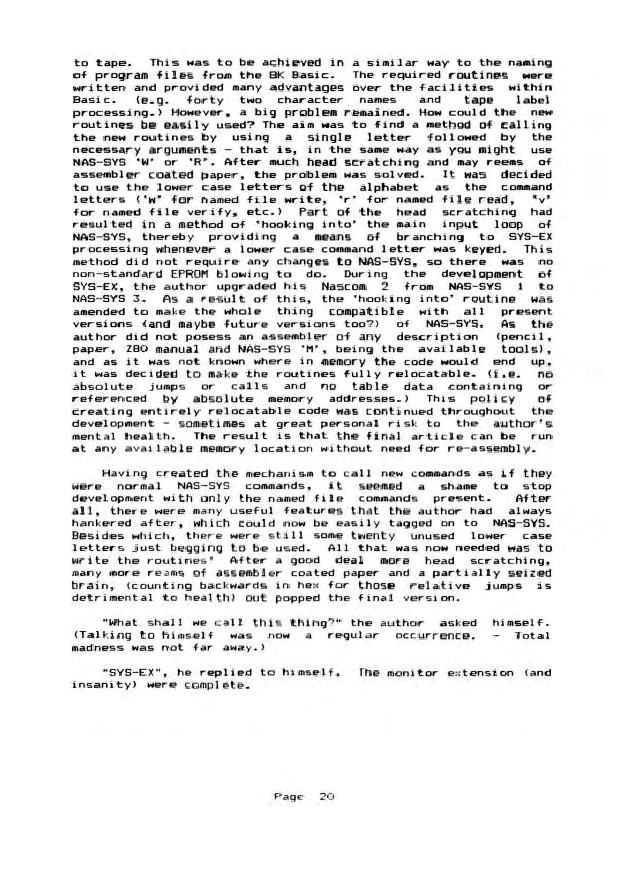 to tape. This was to be achieved in a similar way to the naming
of program files from the 8K Basic. The required routines were
written and provided many advantages over the facilities within
Basic. (e.g. forty two character names and tape label
processing.) However, a big problem remained. How could the new
routines be easily used? The aim was to find a method of calling
the new routines by using a single letter followed by the
necessary arguments - that is, in the same way as you might use
NAS-SYS 'W' or 'R'. After much head scratching and may reems of
assembler coated paper, the problem was solved. It was decided
to use the lower case letters of the alphabet as the command
letters ('w' for named file write, 'r' for named file read, 'v'
for named file verify, etc.) Part of the head scratching had
resulted in a method of 'hooking into' the main input loop of
NAS-SYS, thereby providing a means of branching to SYS-EX
processing whenever a lower case command letter was keyed. This
method did not require any changes to NAS-SYS, so there was no
non-standard EPROM blowing to do. During the development of
SYS-EX, the author upgraded his Nascom 2 from NAS-SYS 1 to
NAS-SYS 3. As a result of this, the 'hooking into' routine was
amended to make the whole thing compatible with all present
versions (and maybe future versions too?) of NAS-SYS. As the
author did not posess an assembler of any description (pencil,
paper, Z80 manual and NAS-SYS 'M', being the available tools),
and as it was not known where in memory the code would end up,
it was decided to make the routines fully relocatable. (i.e. no
absolute jumps or calls and no table data containing or
referenced by absolute memory addresses.) This policy of
creating entirely relocatable code was continued throughout the
development - sometimes at great personal risk to the author's
mental health. The result is that the final article can be run
at any available memory location without need for re-assembly.
Having created the mechanism to call new commands as if they
were normal NAS-SYS commands, it seemed a shame to stop
development with only the named file commands present. After
all, there were many useful features that the author had always
hankered after, which could now be easily tagged on to NAS-SYS.
Besides which, there were still some twenty unused lower case
letters just begging to be used. All that was now needed was to
write the routines! After a good deal more head scratching,
many more reams of assembler coated paper and a partially seized
brain, (counting backwards in hex for those relative jumps is
detrimental to health) out popped the final version.
"What shall we call this thing?" the author asked himself.
(Talking to himself was now a regular occurrence. - Total
madness was not far away.)
"SYS-EX", he replied to himself. The monitor extension (and
insanity) were complete.
Page 20